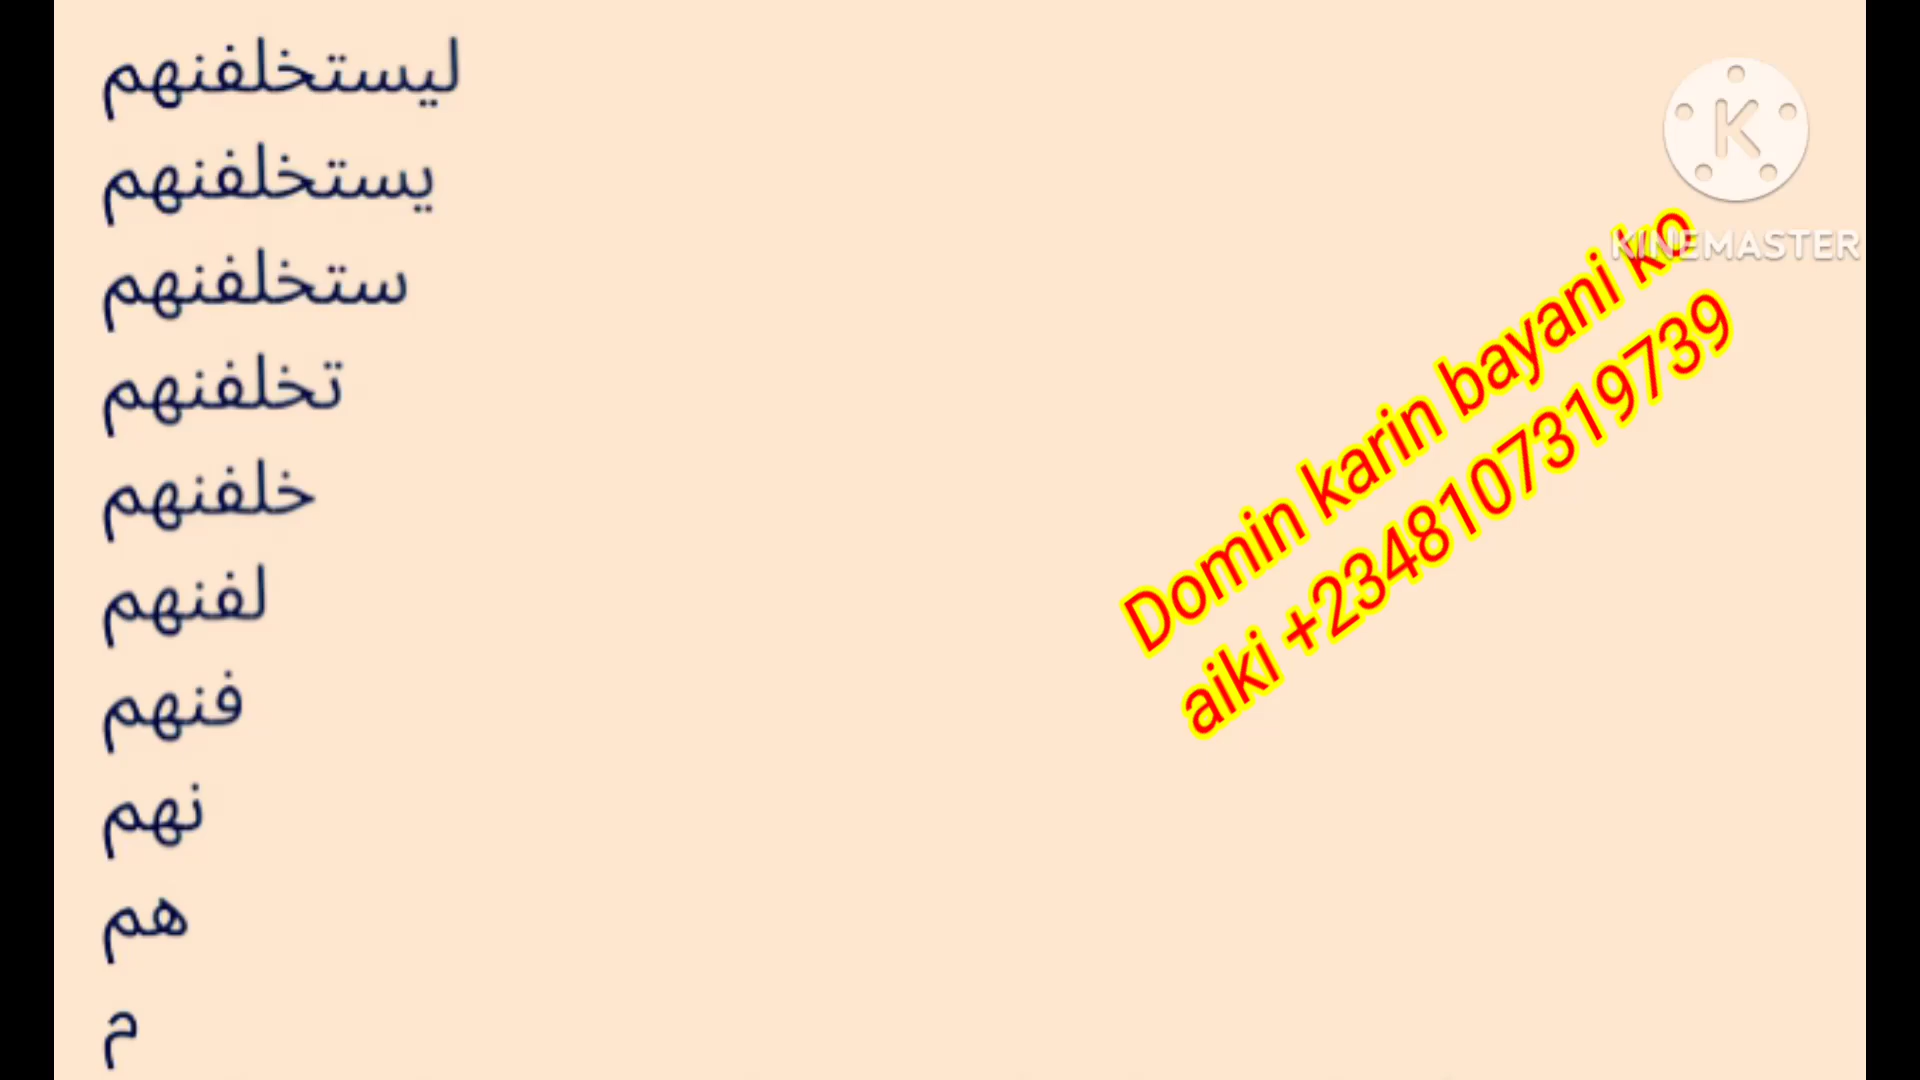 ليستخلفنهم
يستخلفنهم
ستخلفنهم
تخلفنهم
خلفنهم
لفنهم
فنهم
نهم
هم
م
K
KINEMASTER
Domin karin bayani ko
aiki +2348107319739